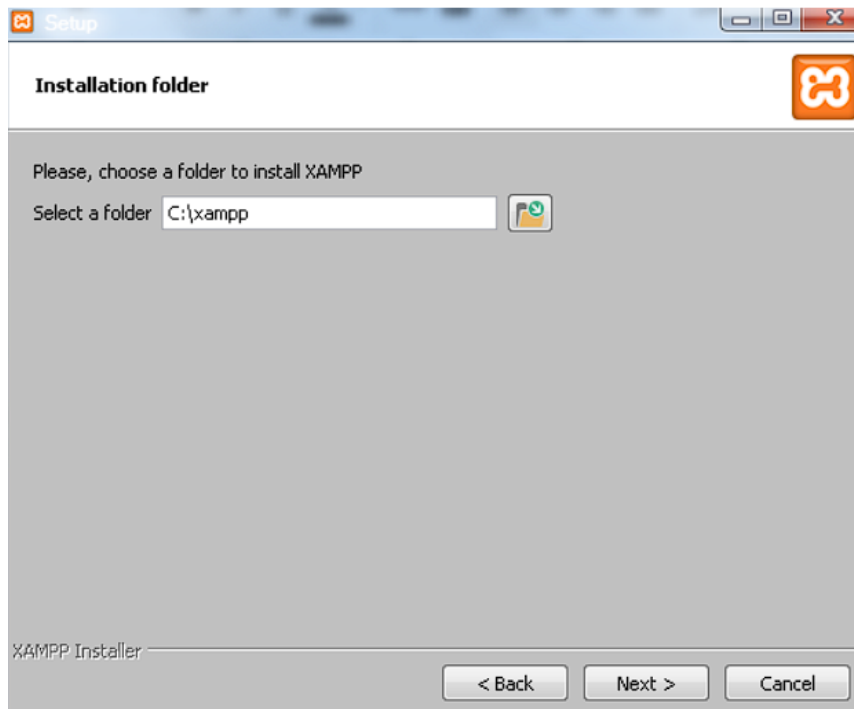 Setup
Installation folder
Please, choose a folder to install XAMPP
Select a folder C:\xampp
XAMPP Installer
< Back Next > Cancel